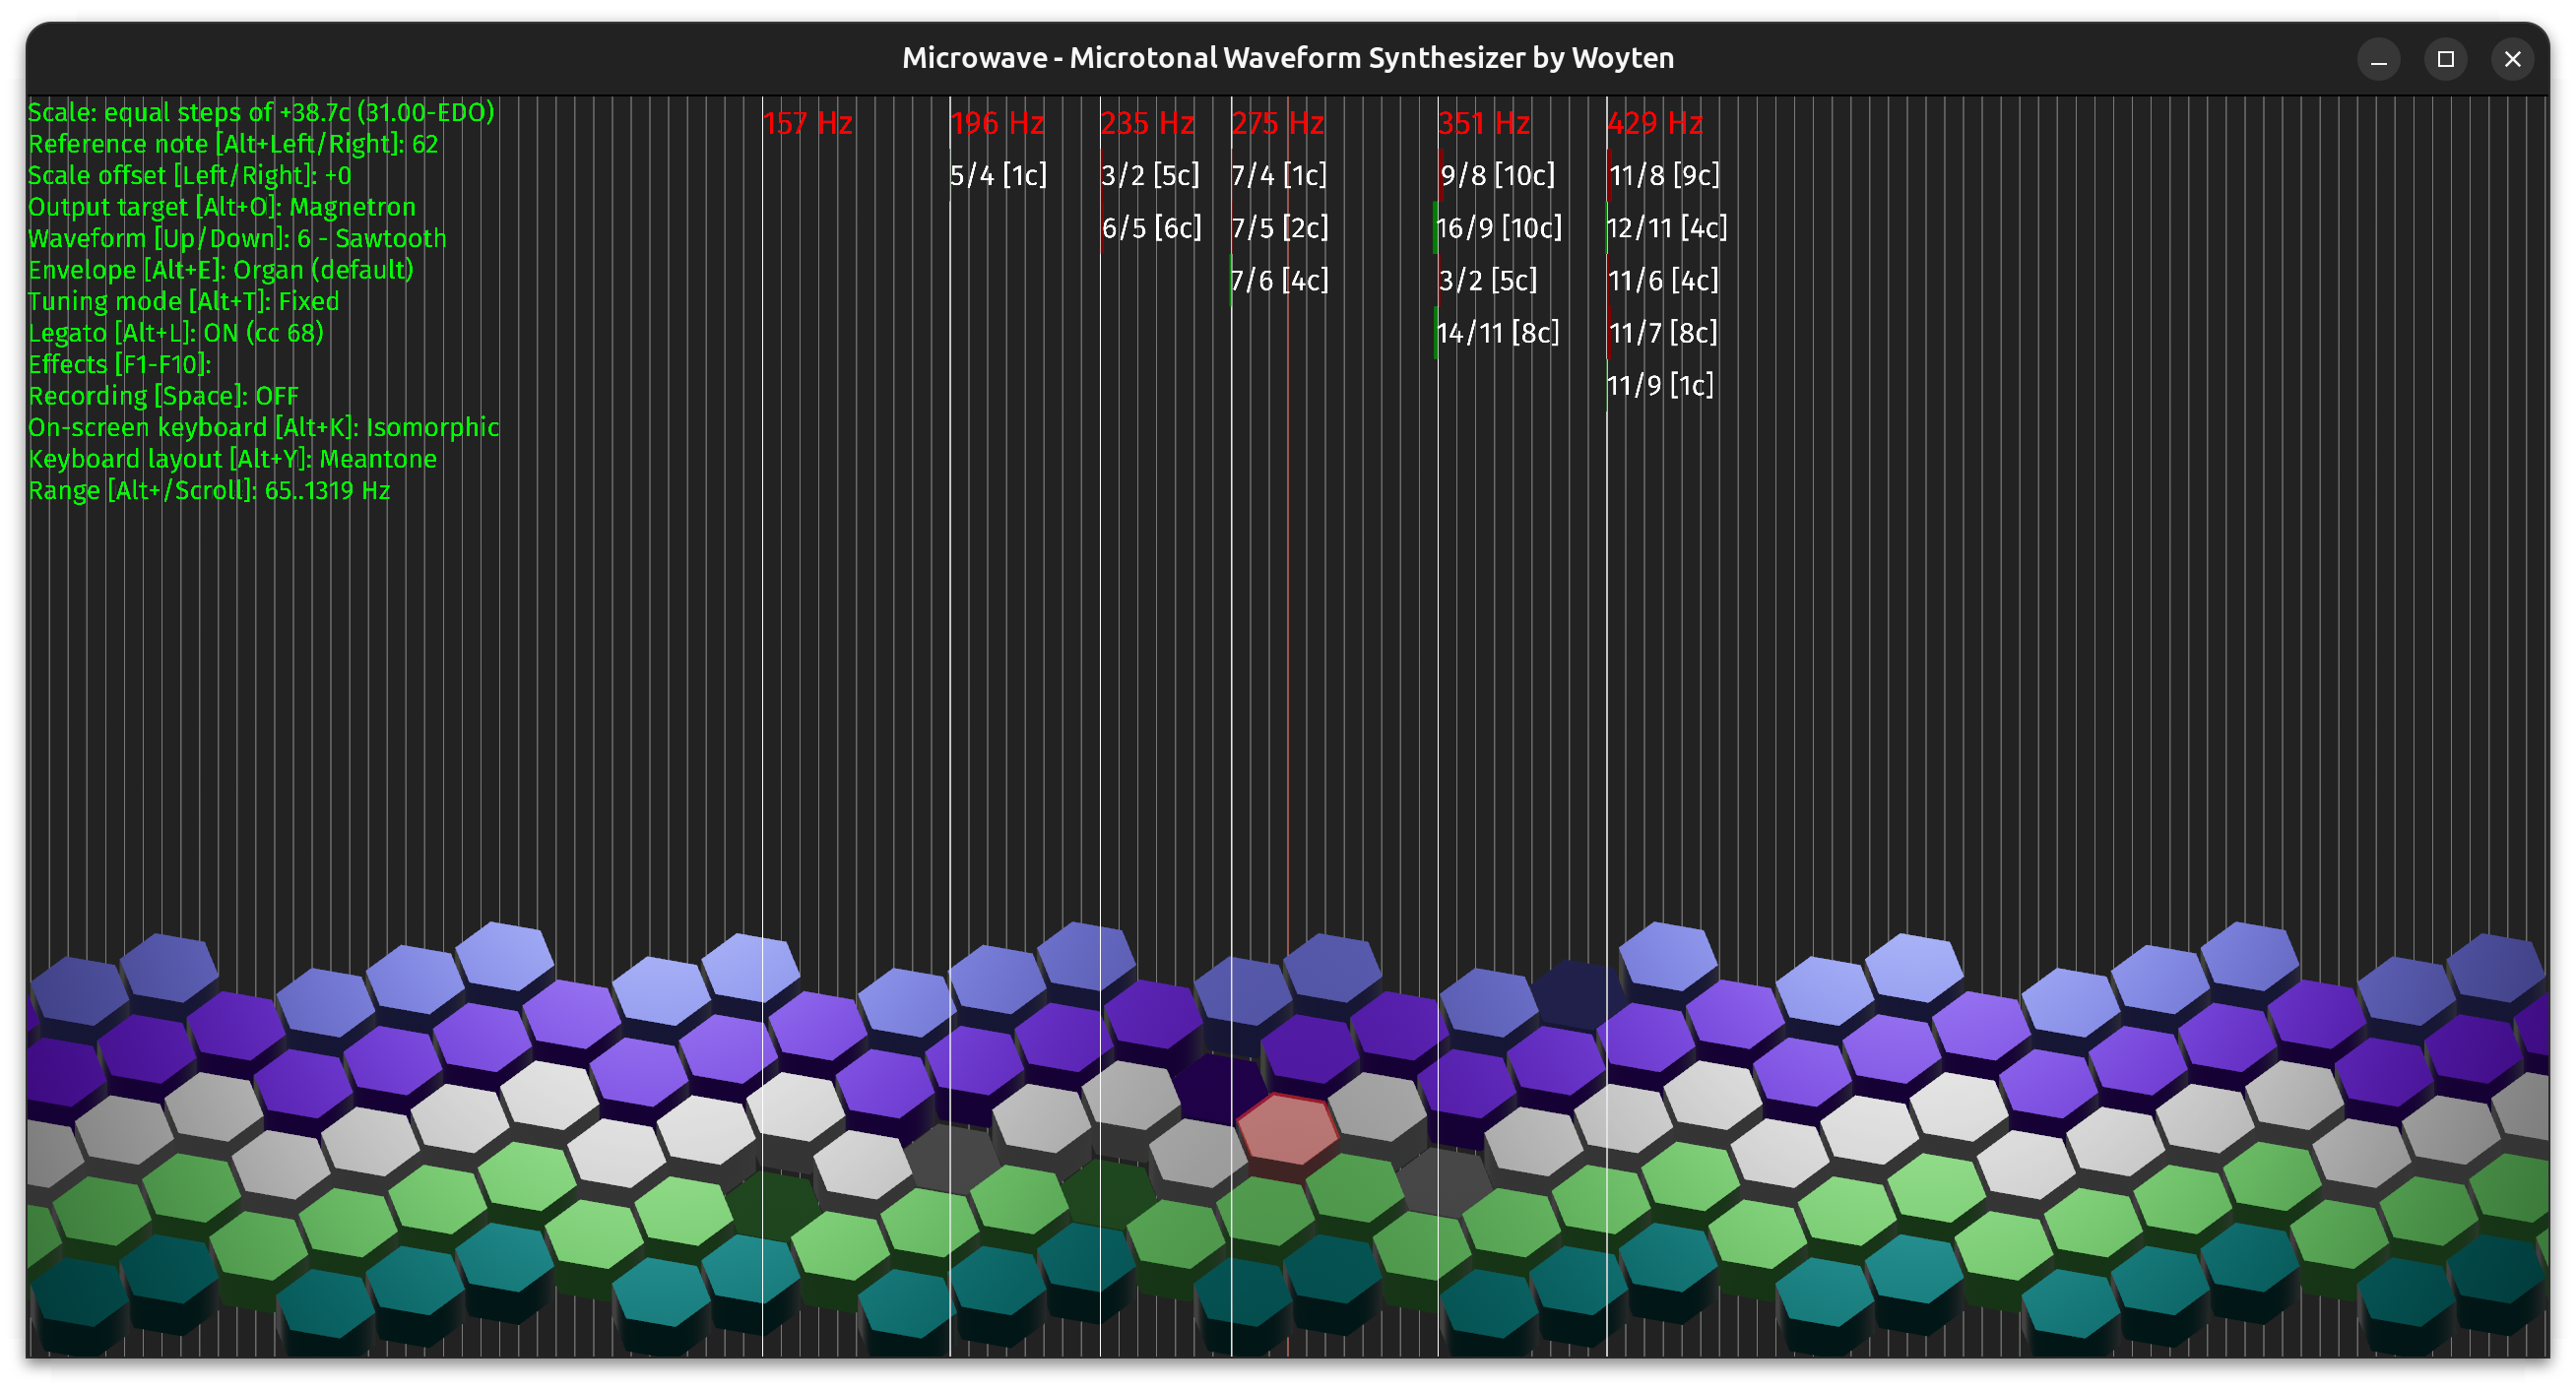 Microwave - Microtonal Waveform Synthesizer by Woyten
Scale: equal steps of +38.7c (31.00-EDO)
Reference note [Alt+Left/Right]: 62
Scale offset [Left/Right]: +0
Output target [Alt+O]: Magnetron
Waveform [Up/Down]: 6 - Sawtooth
Envelope [Alt+E]: Organ (default)
Tuning mode [Alt+T]: Fixed
Legato [Alt+L]: ON (cc 68)
Effects [F1-F10]:
Recording [Space]: OFF
On-screen keyboard [Alt+K]: Isomorphic
Keyboard layout [Alt+Y]: Meantone
Range [Alt+/Scroll]: 65..1319 Hz
157 Hz 196 Hz 235 Hz 275 Hz 351 Hz 429 Hz
5/4 [1c] 3/2 [5c] 7/4 [1c] 9/8 [10c] 11/8 [9c]
6/5 [6c] 7/5 [2c] 16/9 [10c] 12/11 [4c]
7/6 [4c] 3/2 [5c] 11/6 [4c]
14/11 [8c] 11/7 [8c]
11/9 [1c]